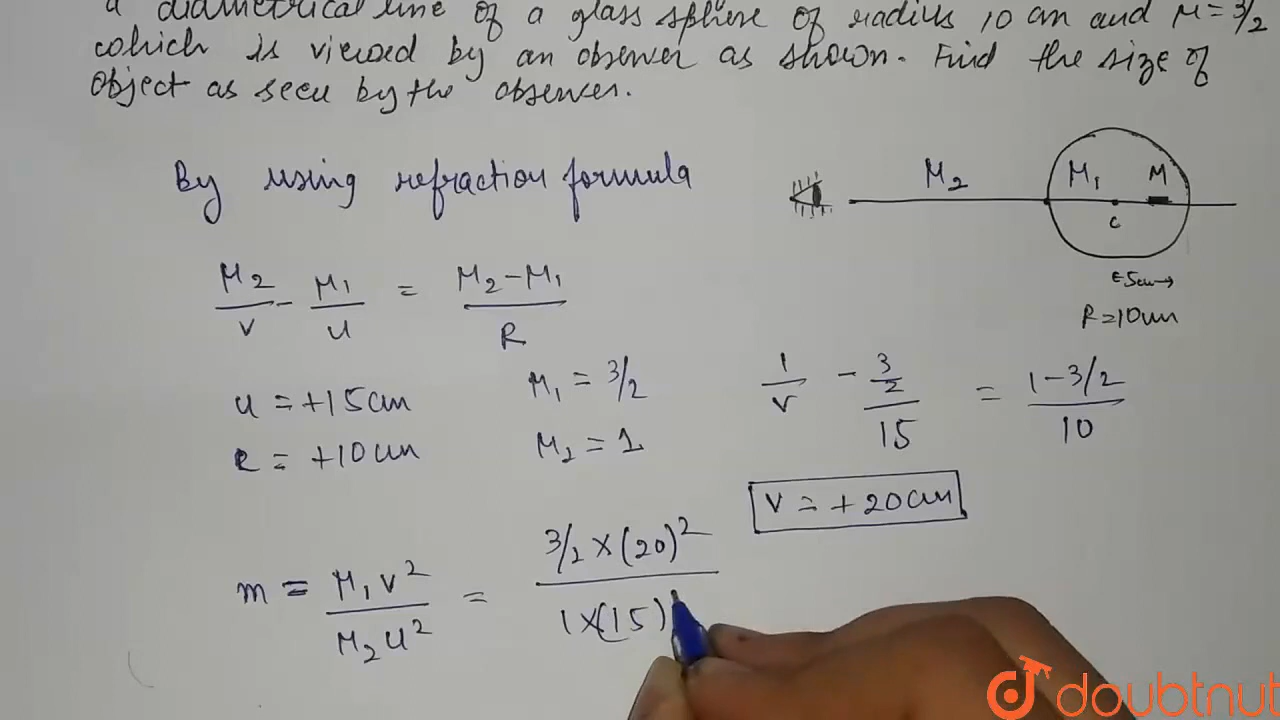 a diametrical line of a glass sphere of radius 10 cm and μ=3/2
which is viewed by an observer as shown. Find the size of
object as seen by the observer.
By using refraction formula
μ2 μ1 M
c
←5cm→
R=10cm
μ2/v - μ1/u = μ2-μ1/R
u = +15cm μ1 = 3/2
R = +10cm μ2 = 1
1/v - 3/2/15 = 1-3/2/10
v = +20cm
m = μ1v²/μ2u² = 3/2×(20)²/1×(15)
doubtnut